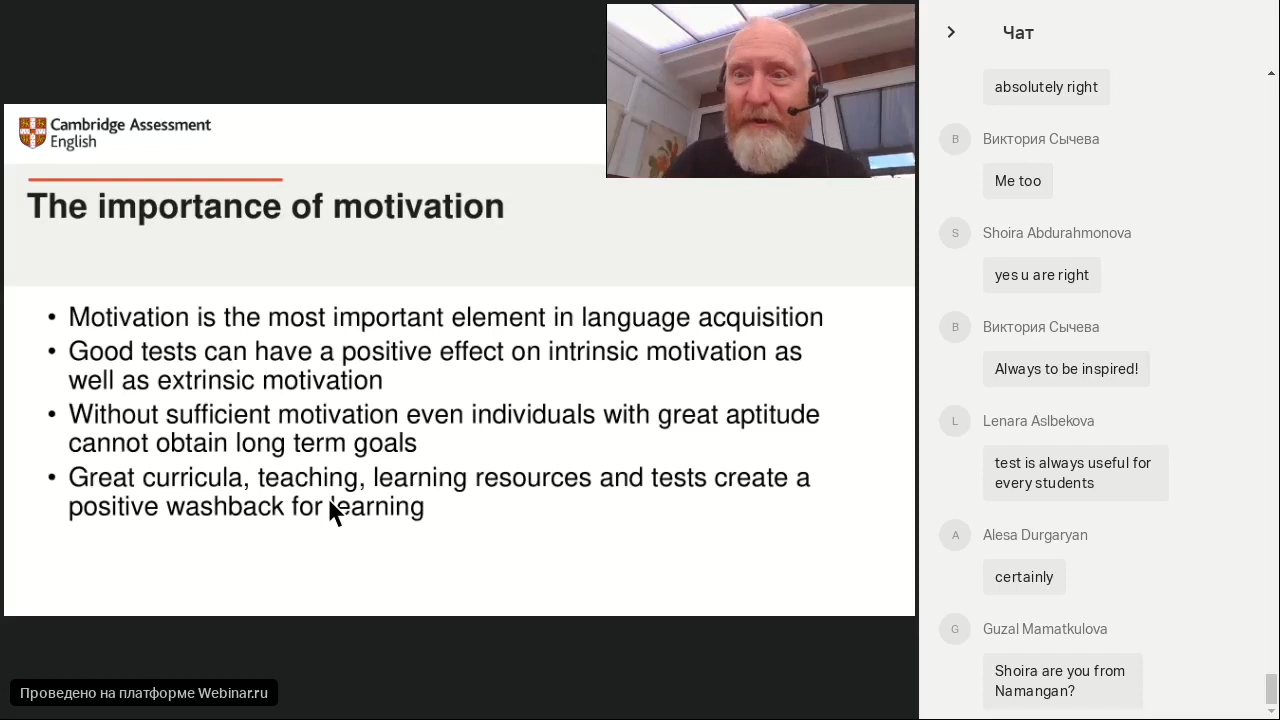 Cambridge Assessment
English
The importance of motivation
• Motivation is the most important element in language acquisition
• Good tests can have a positive effect on intrinsic motivation as
well as extrinsic motivation
• Without sufficient motivation even individuals with great aptitude
cannot obtain long term goals
• Great curricula, teaching, learning resources and tests create a
positive washback for learning
Проведено на платформе Webinar.ru
Чат
absolutely right
B
Виктория Сычева
Me too
S
Shoira Abdurahmonova
yes u are right
B
Виктория Сычева
Always to be inspired!
L
Lenara Aslbekova
test is always useful for
every students
A
Alesa Durgaryan
certainly
G
Guzal Mamatkulova
Shoira are you from
Namangan?